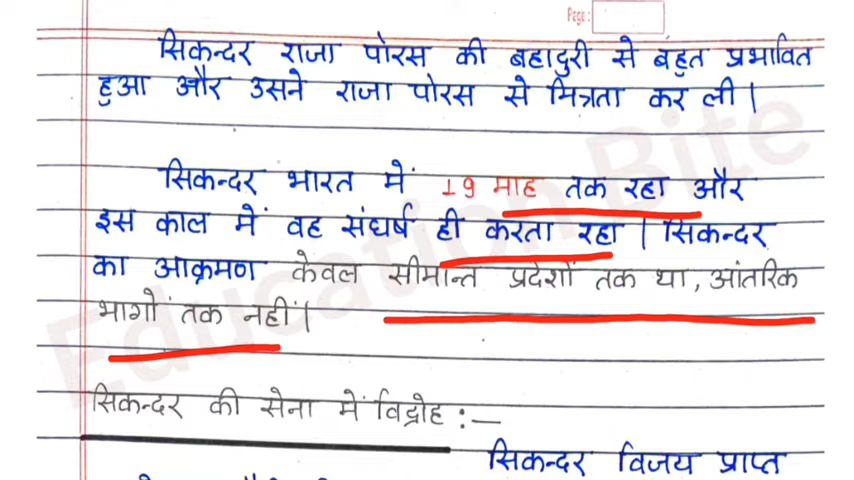 Page:
सिकन्दर राजा पोरस की बहादुरी से बहुत प्रभावित
हुआ और उसने राजा पोरस से मित्रता कर ली|
सिकन्दर भारत में 19 माह तक रहा और
इस काल में वह संघर्ष ही करता रहा| सिकन्दर
का आक्रमण केवल सीमान्त प्रदेशों तक था, आंतरिक
भागों तक नहीं|
सिकन्दर की सेना में विद्रोह :—
सिकन्दर विजय प्राप्त
Education Bite